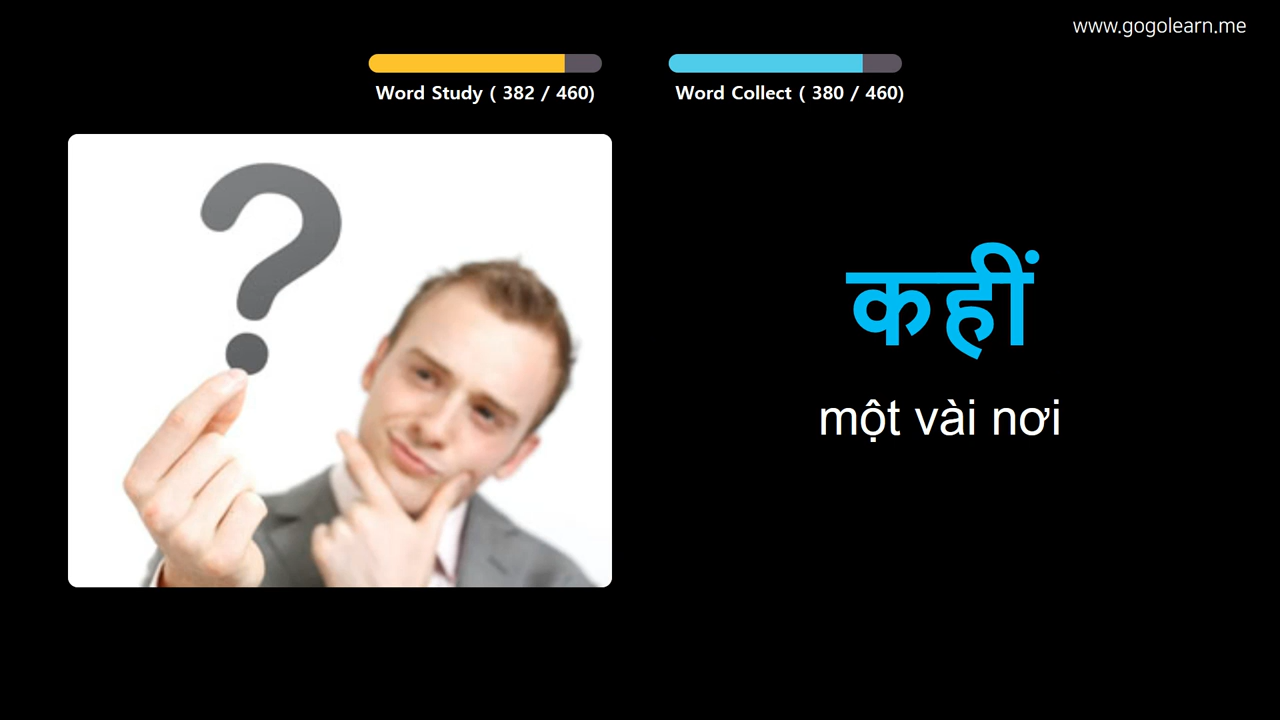 www.gogolearn.me
Word Study ( 382 / 460)
Word Collect ( 380 / 460)
?
कहीं
một vài nơi